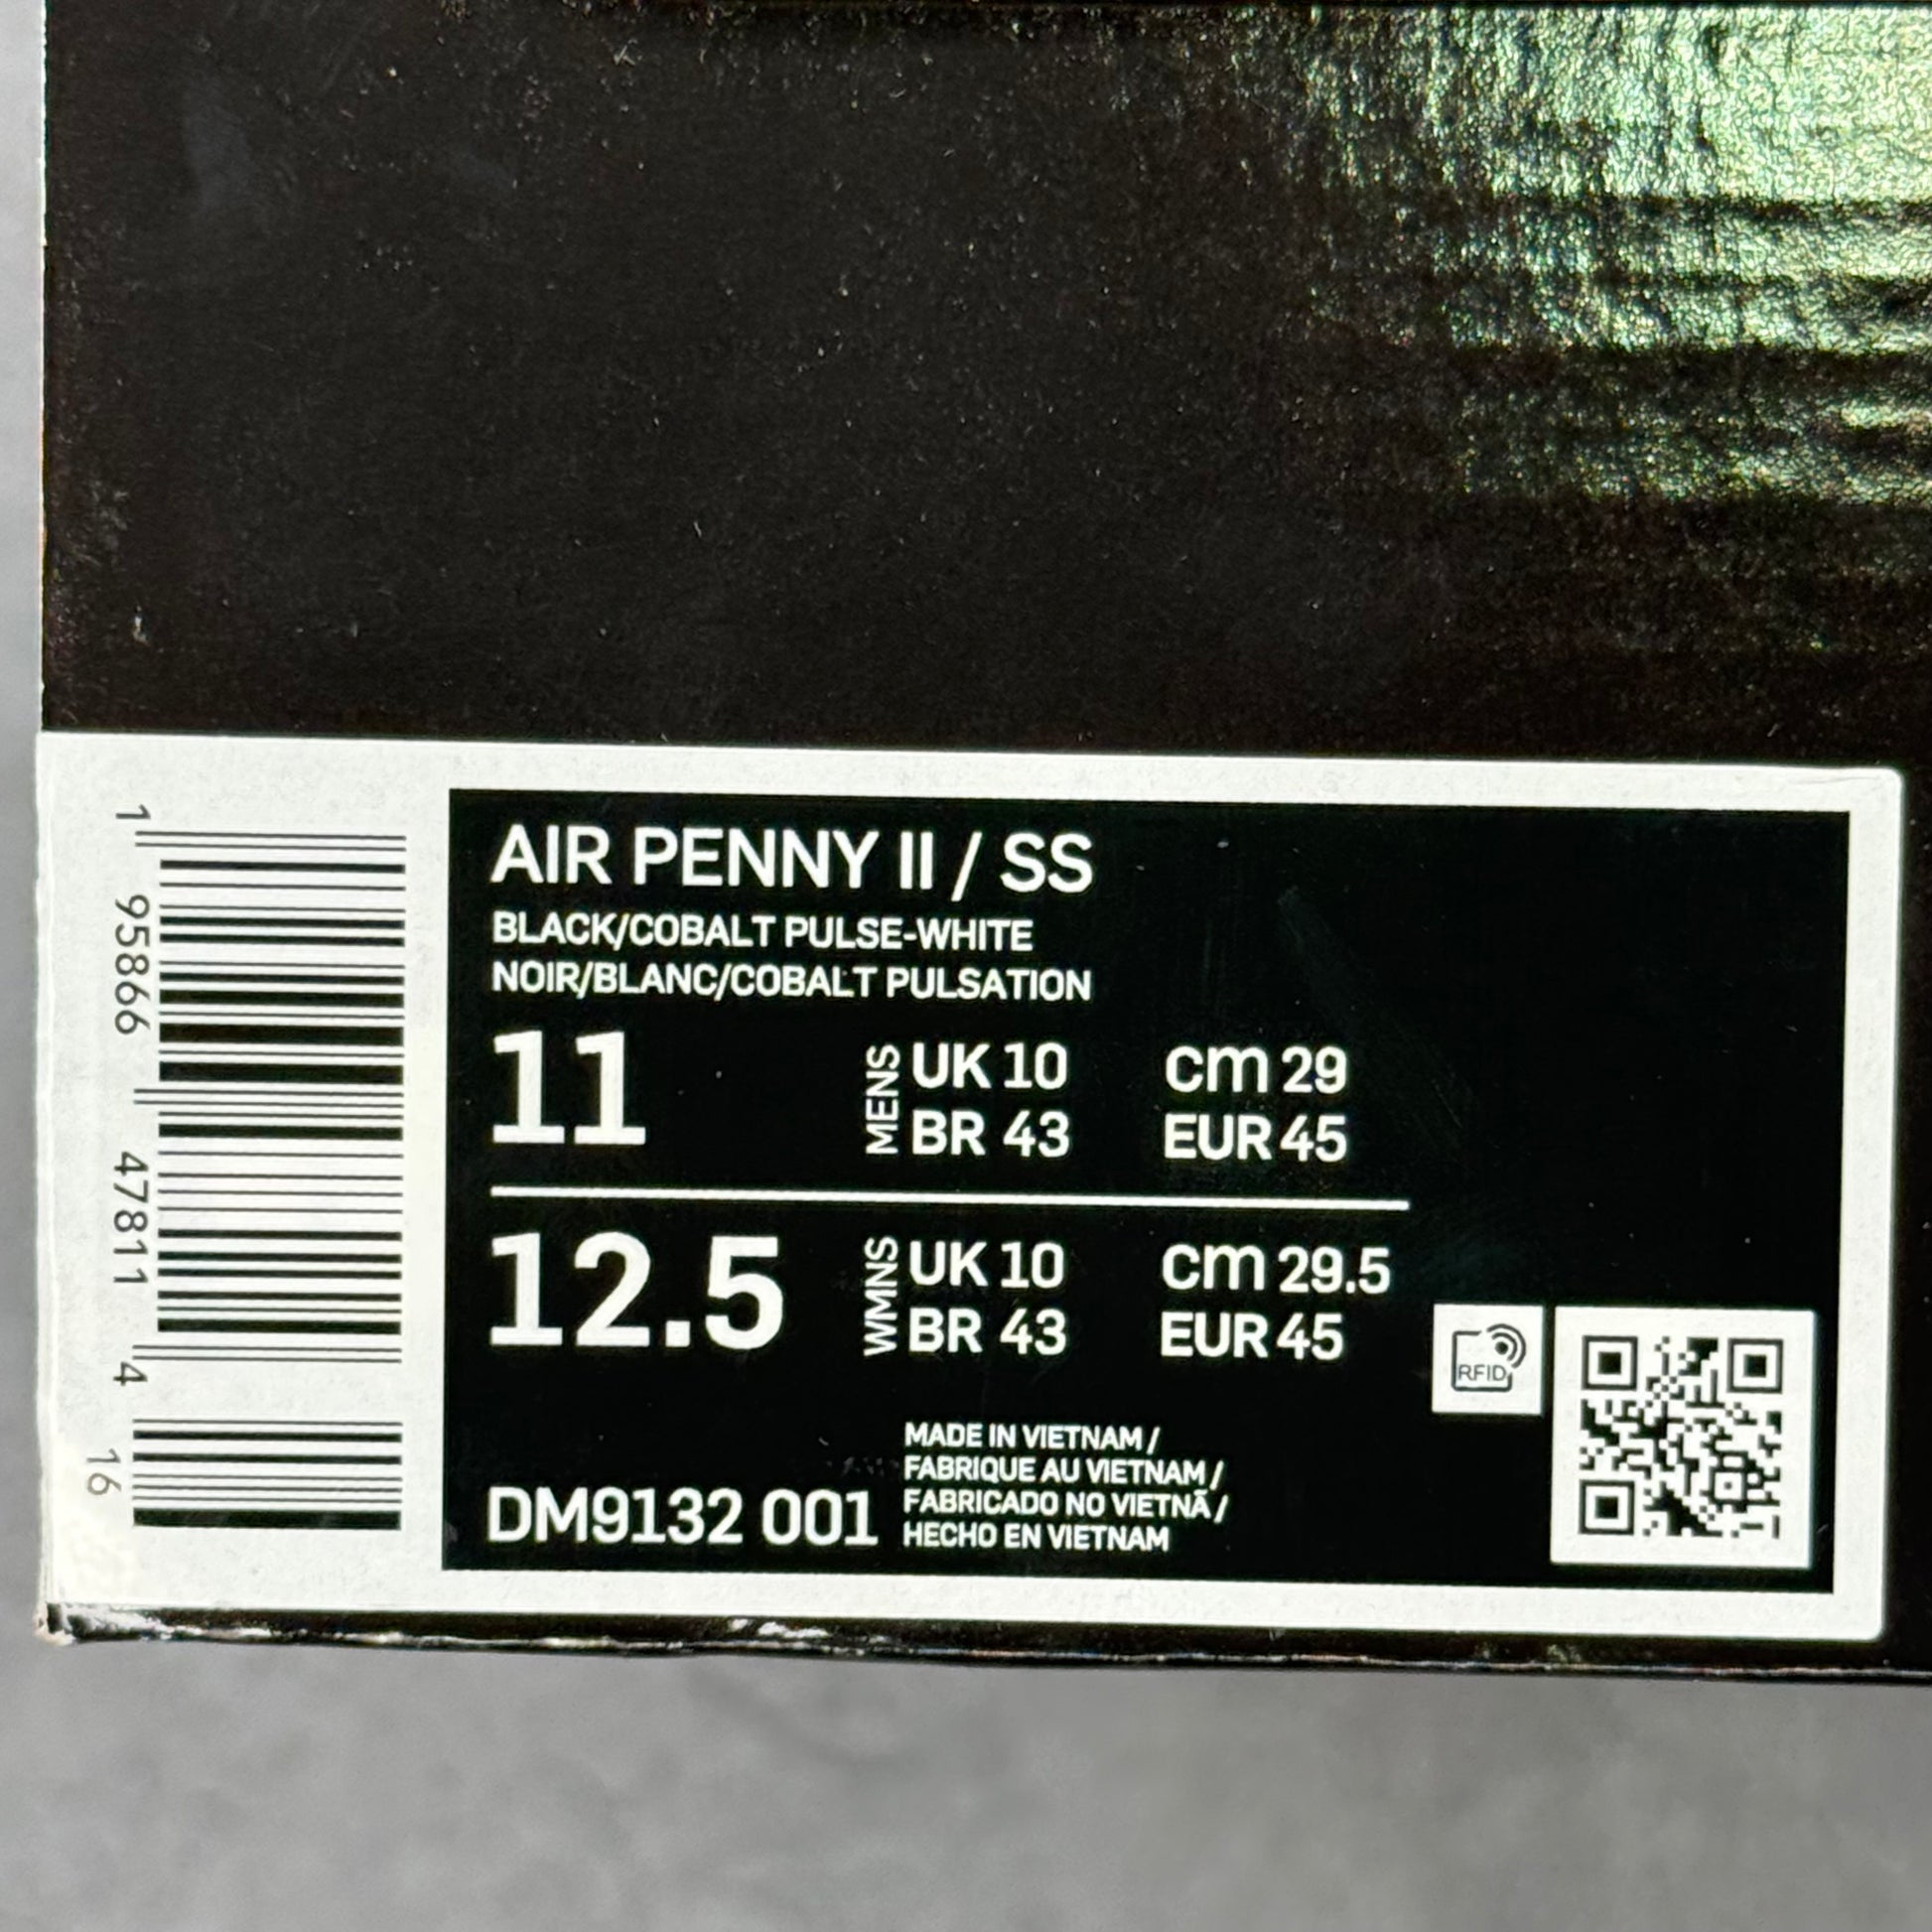 1 95866 47811 4 16
AIR PENNY II / SS
BLACK/COBALT PULSE-WHITE
NOIR/BLANC/COBALT PULSATION
11 MENS UK 10 cm 29
BR 43 EUR 45
12.5 WMNS UK 10 cm 29.5
BR 43 EUR 45
RFID
DM9132 001
MADE IN VIETNAM /
FABRIQUE AU VIETNAM /
FABRICADO NO VIETNÃ /
HECHO EN VIETNAM